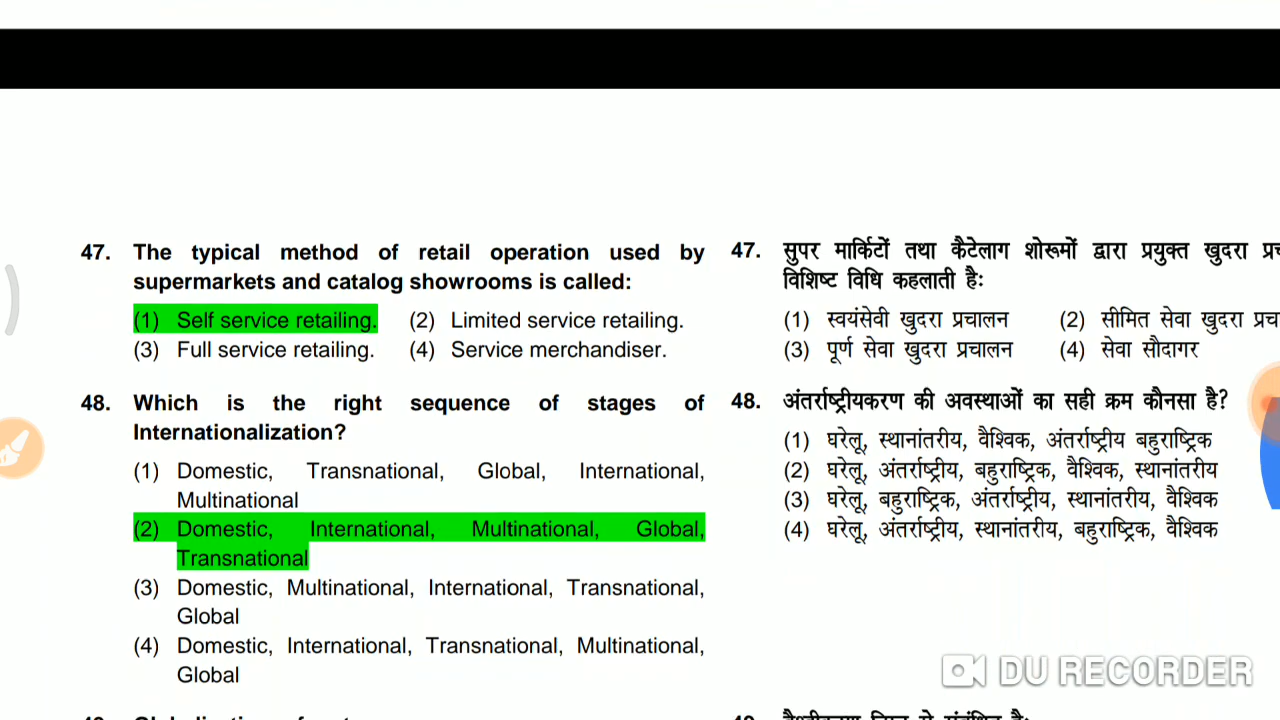 47. The typical method of retail operation used by
supermarkets and catalog showrooms is called:
(1) Self service retailing. (2) Limited service retailing.
(3) Full service retailing. (4) Service merchandiser.
48. Which is the right sequence of stages of
Internationalization?
(1) Domestic, Transnational, Global, International,
Multinational
(2) Domestic, International, Multinational, Global,
Transnational
(3) Domestic, Multinational, International, Transnational,
Global
(4) Domestic, International, Transnational, Multinational,
Global
47. सुपर मार्किटों तथा कैटेलाग शोरूमों द्वारा प्रयुक्त खुदरा
विशिष्ट विधि कहलाती है:
(1) स्वयंसेवी खुदरा प्रचालन (2) सीमित सेवा खुदरा
(3) पूर्ण सेवा खुदरा प्रचालन (4) सेवा सौदागर
48. अंतर्राष्ट्रीयकरण की अवस्थाओं का सही क्रम कौनसा है?
(1) घरेलू, स्थानांतरीय, वैश्विक, अंतर्राष्ट्रीय बहुराष्ट्रिक
(2) घरेलू, अंतर्राष्ट्रीय, बहुराष्ट्रिक, वैश्विक, स्थानांतरीय
(3) घरेलू, बहुराष्ट्रिक, अंतर्राष्ट्रीय, स्थानांतरीय, वैश्विक
(4) घरेलू, अंतर्राष्ट्रीय, स्थानांतरीय, बहुराष्ट्रिक, वैश्विक
DU RECORDER